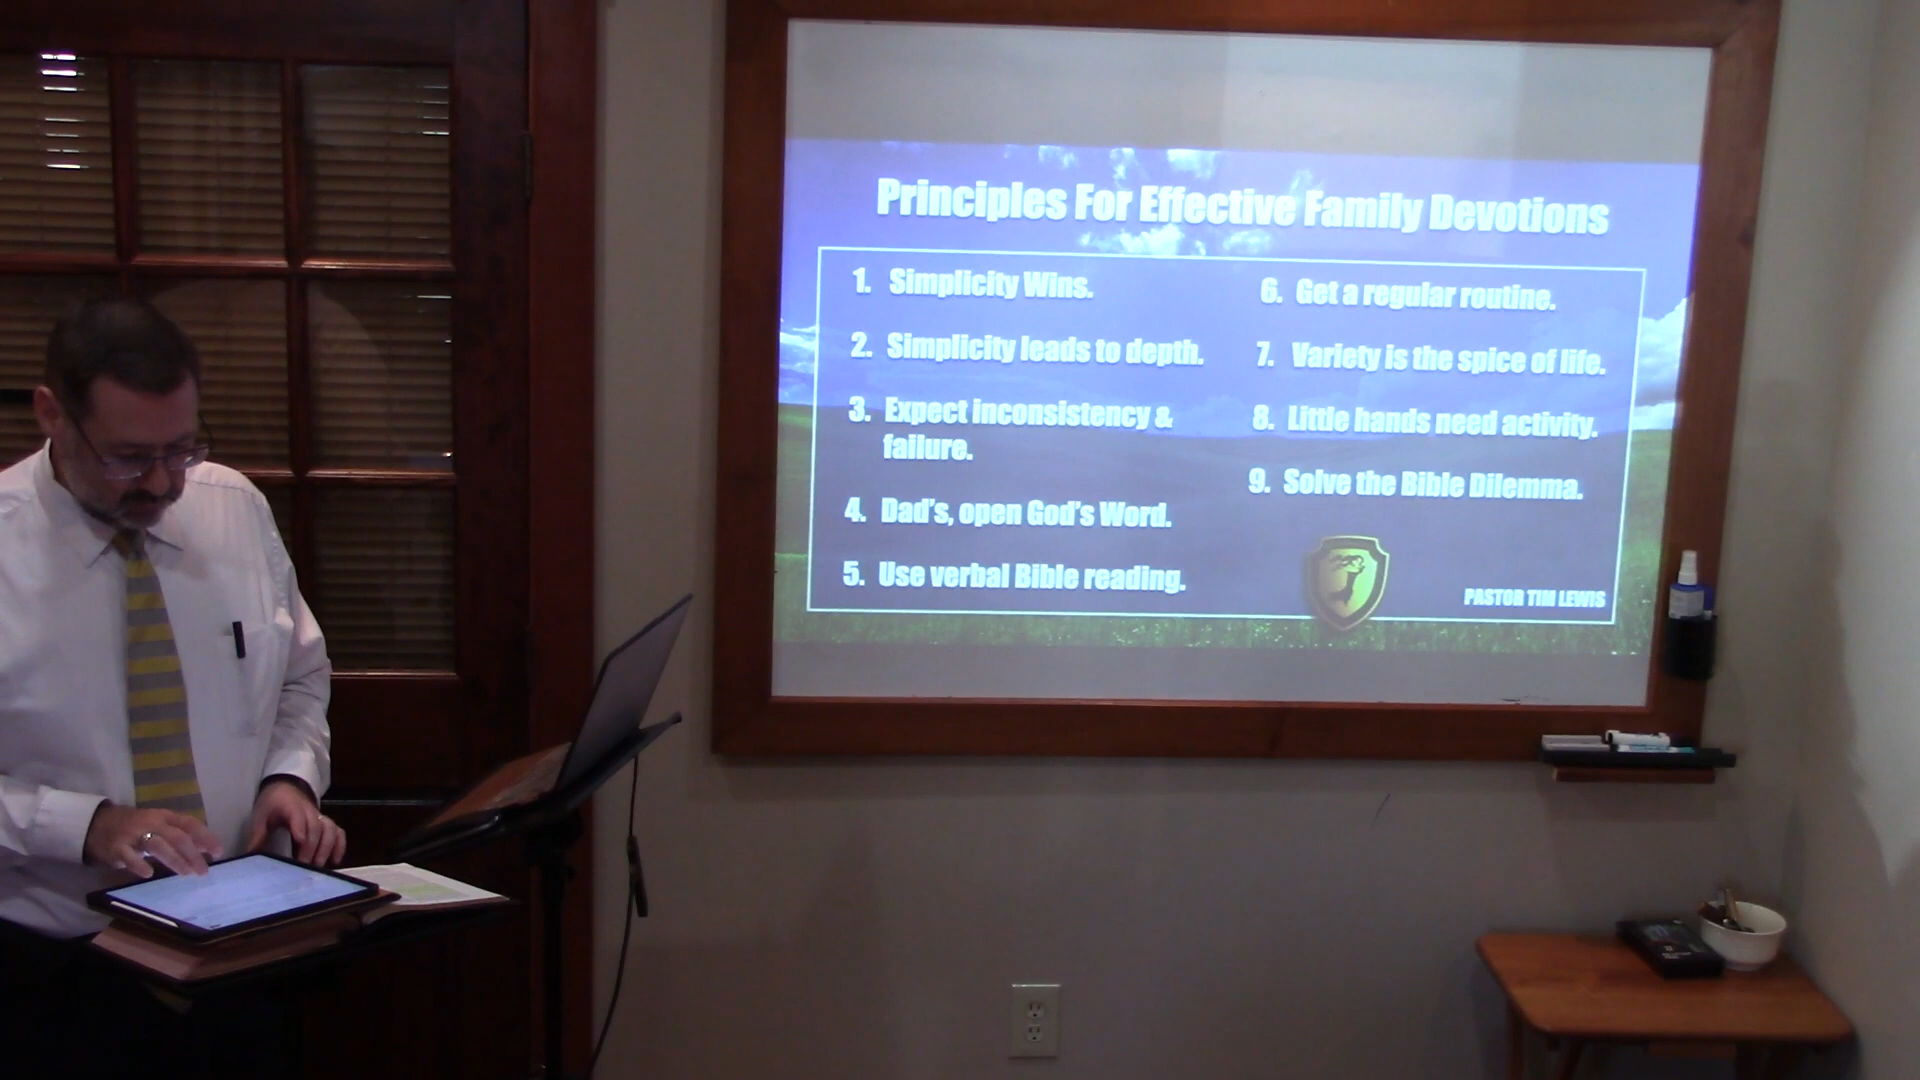 Principles For Effective Family Devotions
1. Simplicity Wins.
2. Simplicity leads to depth.
3. Expect inconsistency &
failure.
4. Dad's, open God's Word.
5. Use verbal Bible reading.
6. Get a regular routine.
7. Variety is the spice of life.
8. Little hands need activity.
9. Solve the Bible Dilemma.
PASTOR TIM LEWIS